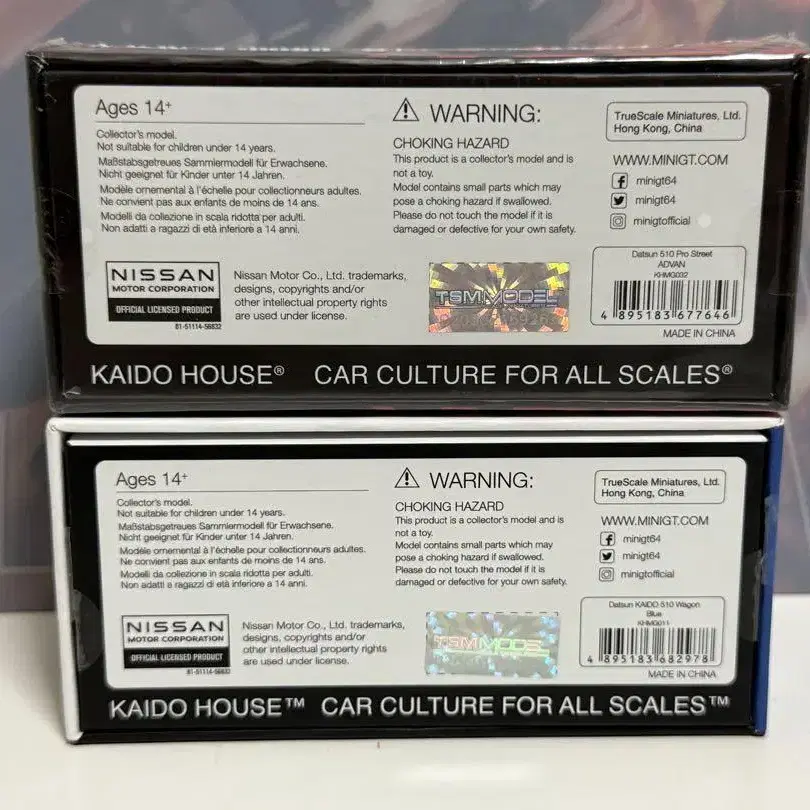 Ages 14+
Collector's model.
Not suitable for children under 14 years.
Maßstabsgetreues Sammlermodell für Erwachsene.
Nicht geeignet für Kinder unter 14 Jahren.
Modèle ornemental à l'échelle pour collectionneurs adultes.
Ne convient pas aux enfants de moins de 14 ans.
Modelli da collezione in scala ridotta per adulti.
Non adatti a ragazzi di età inferiore a 14 anni.
WARNING:
CHOKING HAZARD
This product is a collector's model and is
not a toy.
Model contains small parts which may
pose a choking hazard if swallowed.
Please do not touch the model if it is
damaged or defective for your own safety.
TrueScale Miniatures, Ltd.
Hong Kong, China
WWW.MINIGT.COM
minigt64
minigt64
minigtofficial
NISSAN
MOTOR CORPORATION
OFFICIAL LICENSED PRODUCT
81-51114-56832
Nissan Motor Co., Ltd. trademarks,
designs, copyrights and/or
other intellectual property rights
are used under license.
TSM MODEL
Datsun 510 Pro Street
ADVAN
KHMG032
4 895183 677646
MADE IN CHINA
KAIDO HOUSE® CAR CULTURE FOR ALL SCALES®
Ages 14+
Collector's model.
Not suitable for children under 14 years.
Maßstabsgetreues Sammlermodell für Erwachsene.
Nicht geeignet für Kinder unter 14 Jahren.
Modèle ornemental à l'échelle pour collectionneurs adultes.
Ne convient pas aux enfants de moins de 14 ans.
Modelli da collezione in scala ridotta per adulti.
Non adatti a ragazzi di età inferiore a 14 anni.
WARNING:
CHOKING HAZARD
This product is a collector's model and is
not a toy.
Model contains small parts which may
pose a choking hazard if swallowed.
Please do not touch the model if it is
damaged or defective for your own safety.
TrueScale Miniatures, Ltd.
Hong Kong, China
WWW.MINIGT.COM
minigt64
minigt64
minigtofficial
NISSAN
MOTOR CORPORATION
OFFICIAL LICENSED PRODUCT
81-51114-56832
Nissan Motor Co., Ltd. trademarks,
designs, copyrights and/or
other intellectual property rights
are used under license.
TSM MODEL
Datsun KAIDO 510 Wagon
Blue
KHMG011
4 895183 682978
MADE IN CHINA
KAIDO HOUSE™ CAR CULTURE FOR ALL SCALES™